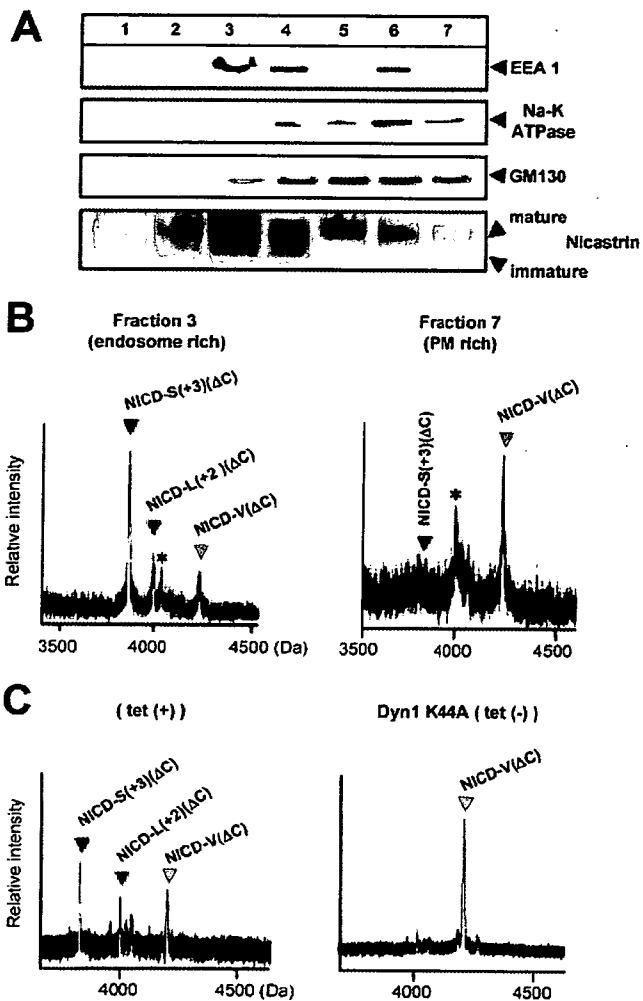 A
1 2 3 4 5 6 7
EEA 1
Na-K
ATPase
GM130
mature
Nicastrin
immature
B
Fraction 3
(endosome rich)
Fraction 7
(PM rich)
NICD-S(+3)(ΔC)
NICD-L(+2 )(ΔC)
*
NICD-V(ΔC)
NICD-S(+3)(ΔC)
*
NICD-V(ΔC)
Relative intensity
3500 4000 4500 (Da)
3500 4000 4500
C
( tet (+) )
Dyn1 K44A ( tet (-) )
NICD-S(+3)(ΔC)
NICD-L(+2)(ΔC)
NICD-V(ΔC)
NICD-V(ΔC)
Relative intensity
4000 4500 (Da)
4000 4500